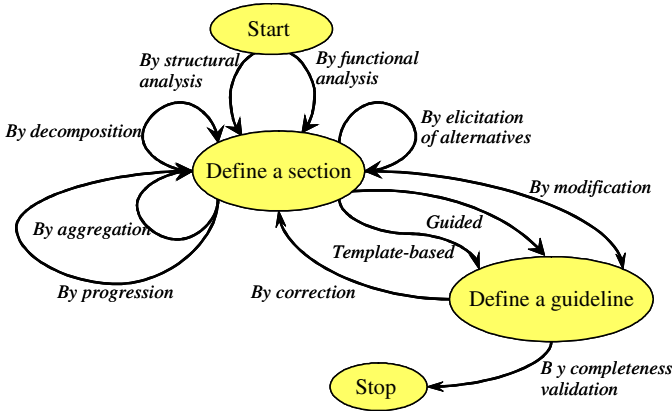 Start
By structural
analysis
By functional
analysis
By decomposition
By elicitation
of alternatives
Define a section
By modification
By aggregation
Guided
Template-based
By progression
By correction
Define a guideline
Stop
B y completeness
validation